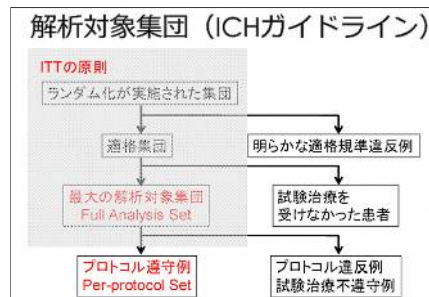 解析対象集団（ICHガイドライン）
ITTの原則
ランダム化が実施された集団
適格集団
明らかな適格規準違反例
最大の解析対象集団
Full Analysis Set
試験治療を
受けなかった患者
プロトコル遵守例
Per-protocol Set
プロトコル違反例
試験治療不遵守例